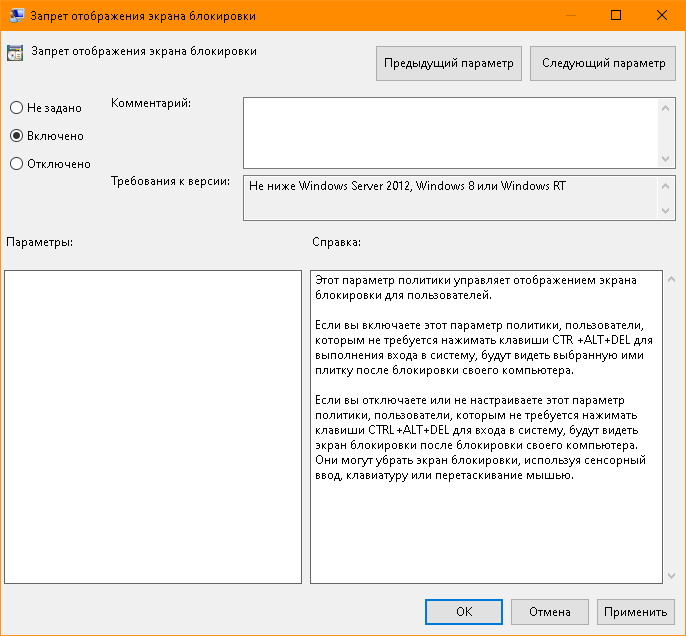 Запрет отображения экрана блокировки
Запрет отображения экрана блокировки
Предыдущий параметр
Следующий параметр
Не задано
Включено
Отключено
Комментарий:
Требования к версии:
Не ниже Windows Server 2012, Windows 8 или Windows RT
Параметры:
Справка:
Этот параметр политики управляет отображением экрана
блокировки для пользователей.
Если вы включаете этот параметр политики, пользователи,
которым не требуется нажимать клавиши CTR +ALT+DEL для
выполнения входа в систему, будут видеть выбранную ими
плитку после блокировки своего компьютера.
Если вы отключаете или не настраиваете этот параметр
политики, пользователи, которым не требуется нажимать
клавиши CTRL+ALT+DEL для входа в систему, будут видеть
экран блокировки после блокировки своего компьютера.
Они могут убрать экран блокировки, используя сенсорный
ввод, клавиатуру или перетаскивание мышью.
OK
Отмена
Применить